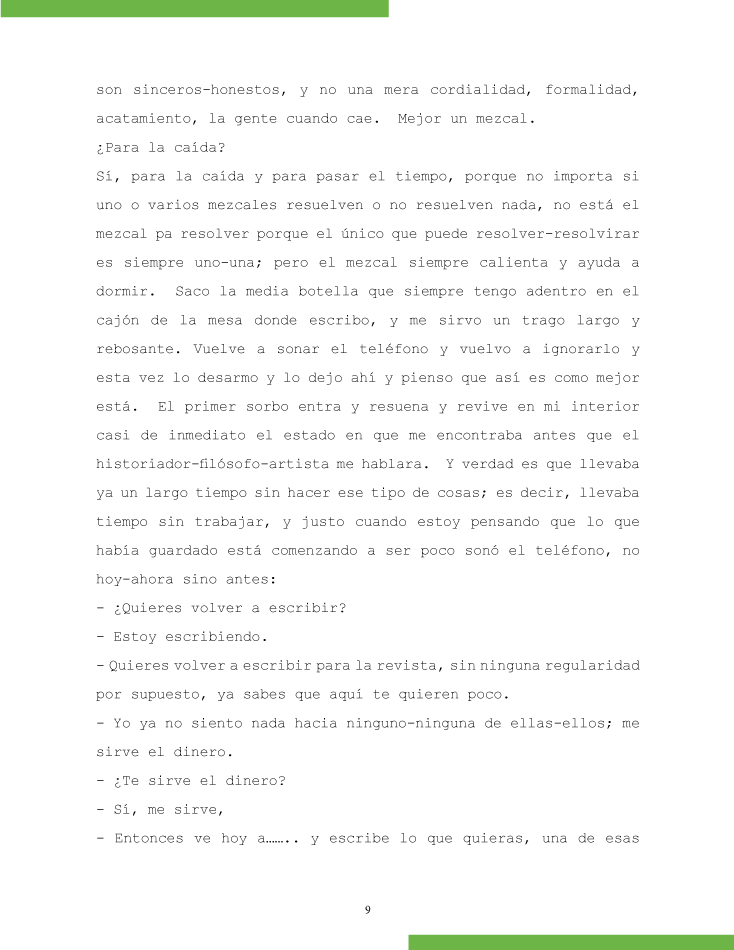 son sinceros-honestos, y no una mera cordialidad, formalidad,
acatamiento, la gente cuando cae.  Mejor un mezcal.
¿Para la caída?
Sí, para la caída y para pasar el tiempo, porque no importa si
uno o varios mezcales resuelven o no resuelven nada, no está el
mezcal pa resolver porque el único que puede resolver-resolvirar
es siempre uno-una; pero el mezcal siempre calienta y ayuda a
dormir.  Saco la media botella que siempre tengo adentro en el
cajón de la mesa donde escribo, y me sirvo un trago largo y
rebosante. Vuelve a sonar el teléfono y vuelvo a ignorarlo y
esta vez lo desarmo y lo dejo ahí y pienso que así es como mejor
está.  El primer sorbo entra y resuena y revive en mi interior
casi de inmediato el estado en que me encontraba antes que el
historiador-filósofo-artista me hablara.  Y verdad es que llevaba
ya un largo tiempo sin hacer ese tipo de cosas; es decir, llevaba
tiempo sin trabajar, y justo cuando estoy pensando que lo que
había guardado está comenzando a ser poco sonó el teléfono, no
hoy-ahora sino antes:
- ¿Quieres volver a escribir?
- Estoy escribiendo.
- Quieres volver a escribir para la revista, sin ninguna regularidad
por supuesto, ya sabes que aquí te quieren poco.
- Yo ya no siento nada hacia ninguno-ninguna de ellas-ellos; me
sirve el dinero.
- ¿Te sirve el dinero?
- Sí, me sirve,
- Entonces ve hoy a…….. y escribe lo que quieras, una de esas
9